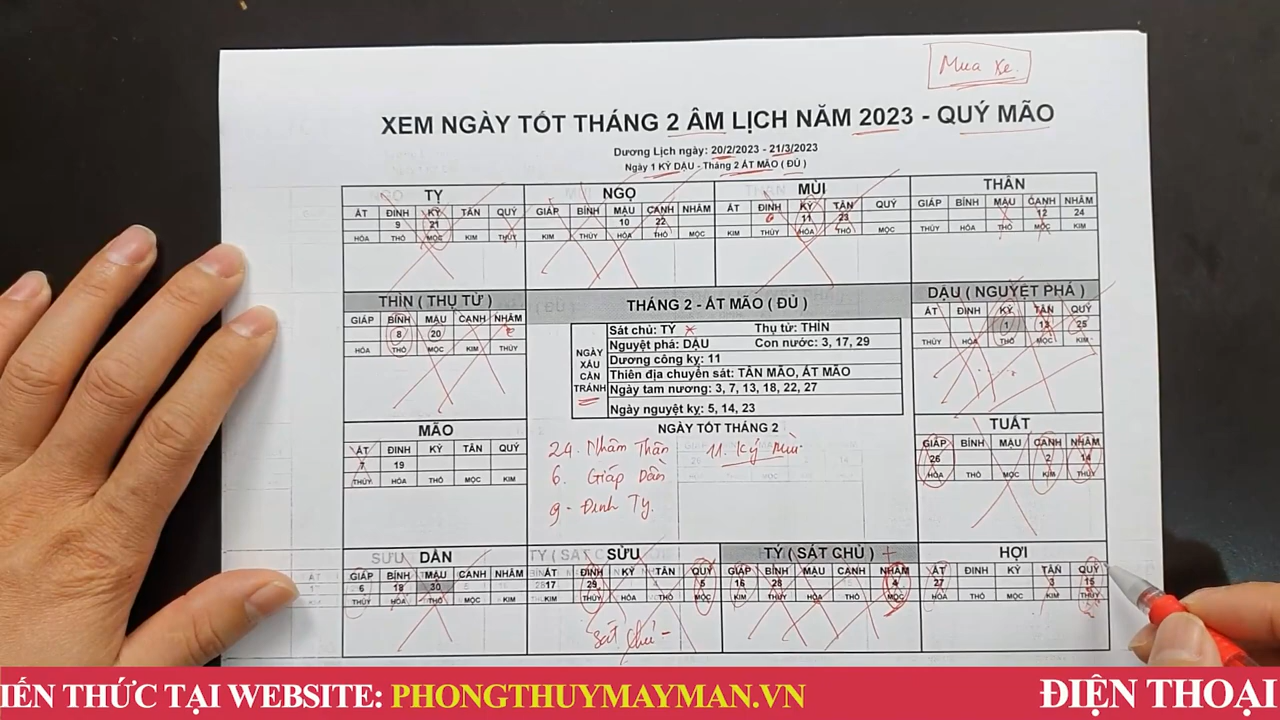 Mua xe.
XEM NGÀY TỐT THÁNG 2 ÂM LỊCH NĂM 2023 - QUÝ MÃO
Dương Lịch ngày: 20/2/2023 - 21/3/2023
Ngày 1 KỶ DẬU - Tháng 2 ẤT MÃO ( ĐỦ )
TỴ NGỌ MÙI THÂN
ẤT ĐINH KỶ TÂN QUÝ GIÁP BÍNH MẬU CANH NHÂM ẤT ĐINH KỶ TÂN QUÝ GIÁP BÍNH MẬU CANH NHÂM
9 21 10 22 11 23 12 24
HỎA THỔ MỘC THỦY KIM THỦY HỎA THỔ MỘC KIM THỦY HỎA THỔ MỘC THỦY HỎA THỔ MỘC KIM
THÌN ( THỤ TỬ ) THÁNG 2 - ẤT MÃO ( ĐỦ ) DẬU ( NGUYỆT PHÁ )
GIÁP BÍNH MẬU CANH NHÂM ẤT ĐINH KỶ TÂN QUÝ
8 20 1 13 25
HỎA THỔ MỘC KIM THỦY THỦY HỎA THỔ MỘC KIM
NGÀY XẤU CẦN TRÁNH
Sát chủ: TÝ Thụ tử: THÌN
Nguyệt phá: DẬU Con nước: 3, 17, 29
Dương công kỵ: 11
Thiên địa chuyển sát: TÂN MÃO, ẤT MÃO
Ngày tam nương: 3, 7, 13, 18, 22, 27
Ngày nguyệt kỵ: 5, 14, 23
MÃO NGÀY TỐT THÁNG 2 TUẤT
ẤT ĐINH KỶ TÂN QUÝ GIÁP BÍNH MẬU CANH NHÂM
7 19 26 2 14
THỦY HỎA THỔ MỘC KIM HỎA THỔ MỘC KIM THỦY
24. Nhâm Thân 11. Kỷ Mùi
6. Giáp Dần
9 - Đinh Tỵ.
DẦN SỬU TÝ ( SÁT CHỦ ) HỢI
GIÁP BÍNH MẬU CANH NHÂM ẤT ĐINH KỶ TÂN QUÝ GIÁP BÍNH MẬU CANH NHÂM ẤT ĐINH KỶ TÂN QUÝ
6 18 30 17 29 5 16 28 4 27 3 15
THỦY HỎA THỔ MỘC KIM THỦY HỎA THỔ MỘC KIM THỦY HỎA THỔ MỘC HỎA THỔ MỘC KIM THỦY
Sát chủ -
IẾN THỨC TẠI WEBSITE: PHONGTHUYMAYMAN.VN ĐIỆN THOẠI